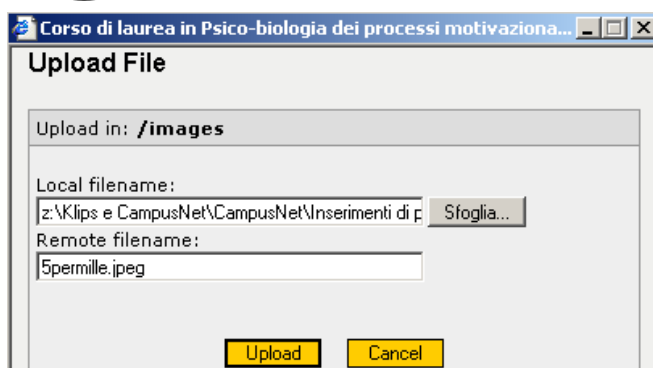 Corso di laurea in Psico-biologia dei processi motivaziona...
Upload File
Upload in: /images
Local filename:
z:\Klips e CampusNet\CampusNet\Inserimenti di p
Sfoglia...
Remote filename:
5permille.jpeg
Upload Cancel